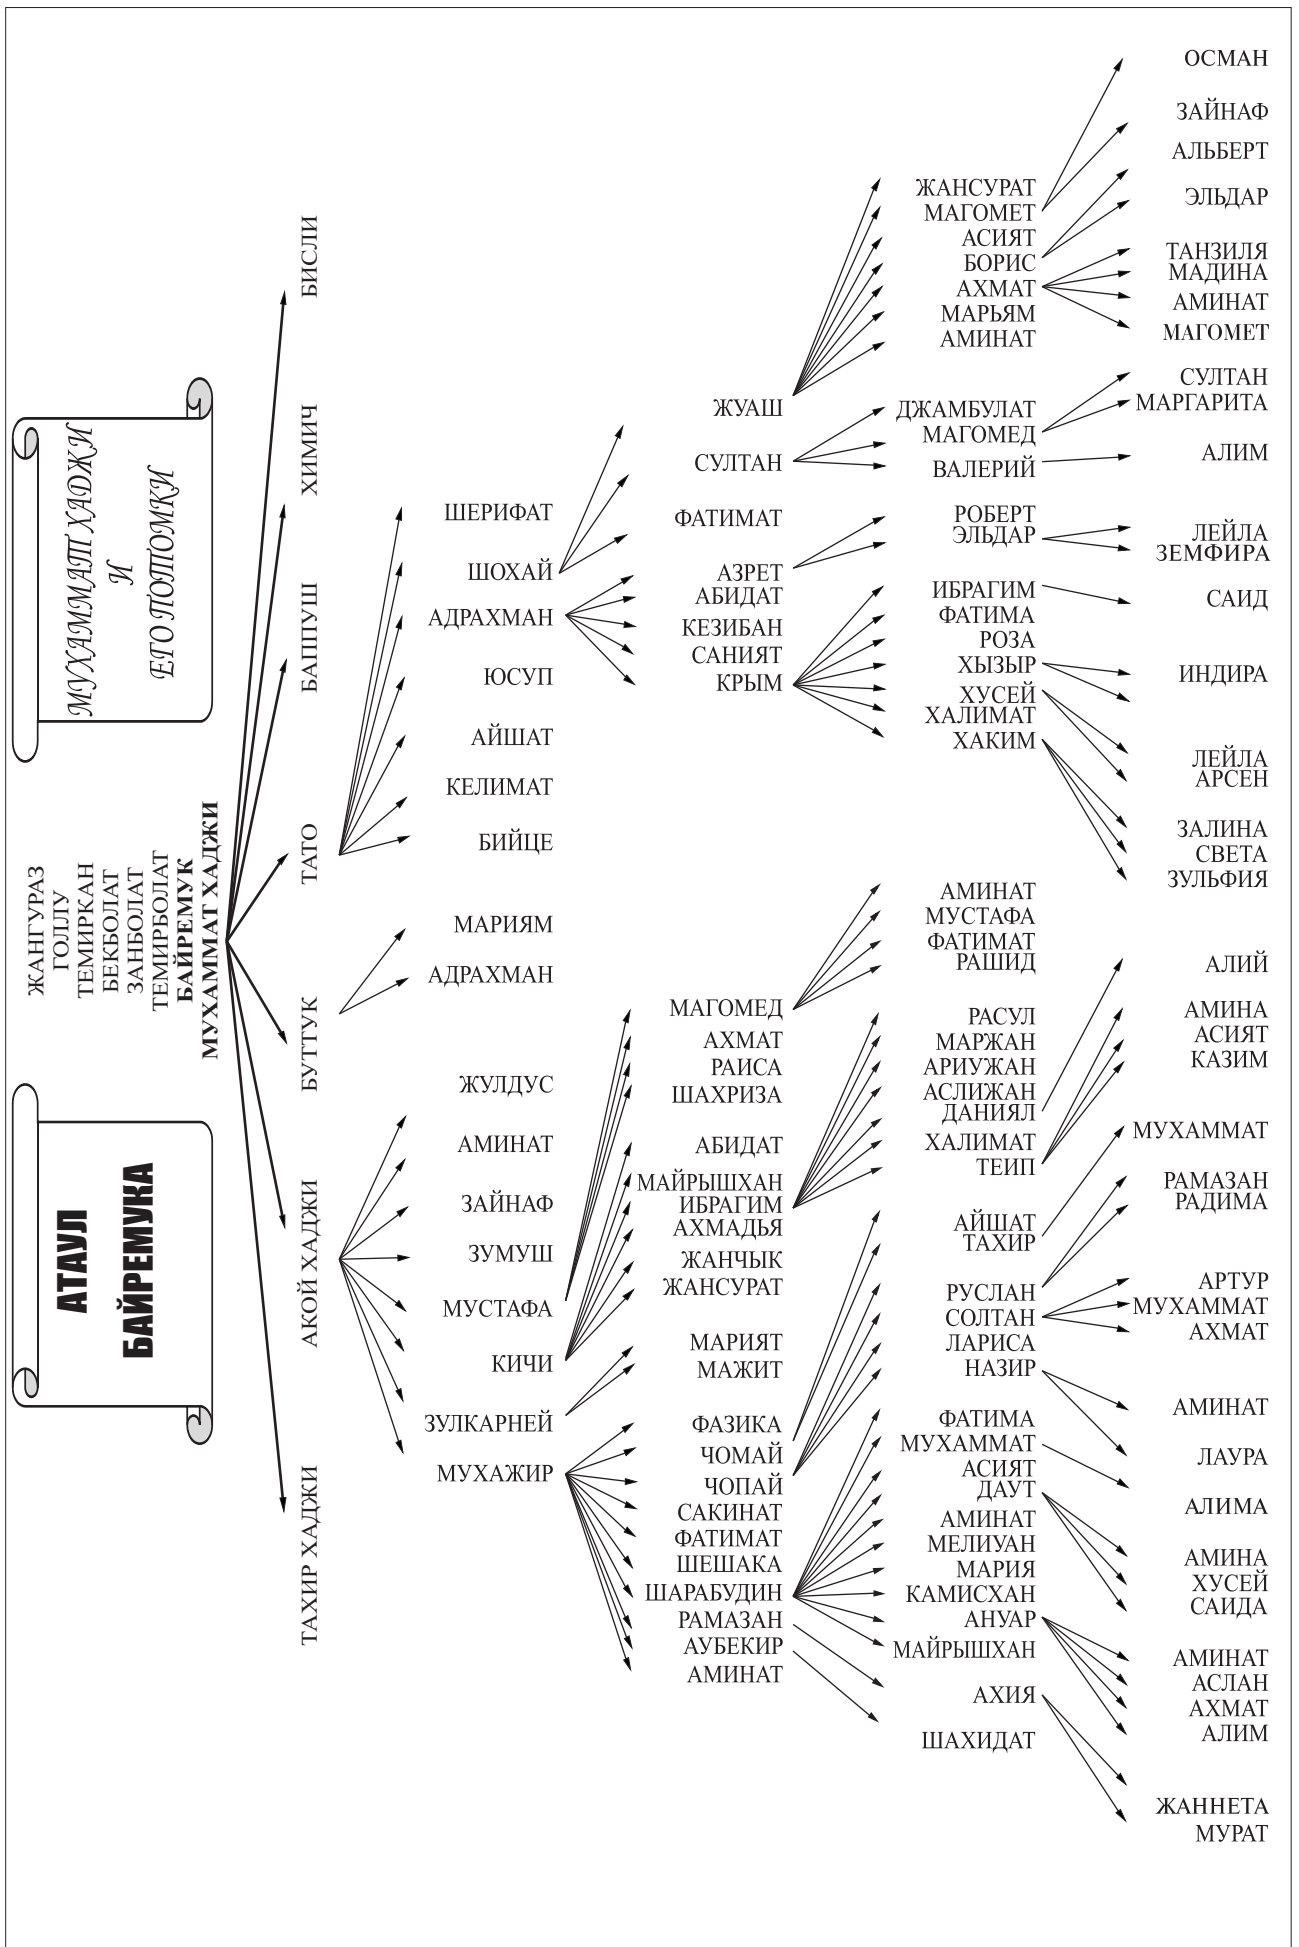 МУХАММАТ ХАДЖИ
И
ЕГО ПОТОМКИ
АТАУЛ
БАЙРЕМУКА
ЖАНГУРАЗ
ГОЛЛУ
ТЕМИРКАН
БЕКБОЛАТ
ЗАНБОЛАТ
ТЕМИРБОЛАТ
БАЙРЕМУК
МУХАММАТ ХАДЖИ
БИСЛИ
ХИМИЧ
БАППУШ
ТАГО
БУТТУК
АКОЙ ХАДЖИ
ТАХИР ХАДЖИ
ШЕРИФАТ
ШОХАЙ
АДРАХМАН
ЮСУП
АЙШАТ
КЕЛИМАТ
БИЙЦЕ
МАРИЯМ
АДРАХМАН
ЖУЛДУС
АМИНАТ
ЗАЙНАФ
ЗУМУШ
МУСТАФА
КИЧИ
ЗУЛКАРНЕЙ
МУХАЖИР
ЖУАШ
СУЛТАН
ФАТИМАТ
АЗРЕТ
АБИДАТ
КЕЗИБАН
САНИЯТ
КРЫМ
МАГОМЕД
АХМАТ
РАИСА
ШАХРИЗА
АБИДАТ
МАЙРЫШХАН
ИБРАГИМ
АХМАДЬЯ
ЖАНЧЫК
ЖАНСУРАТ
МАРИЯТ
МАЖИТ
ФАЗИКА
ЧОМАЙ
ЧОПАЙ
САКИНАТ
ФАТИМАТ
ШЕШАКА
ШАРАБУДИН
РАМАЗАН
АУБЕКИР
АМИНАТ
ЖАНСУРАТ
МАГОМЕТ
АСИЯТ
БОРИС
АХМАТ
МАРЬЯМ
АМИНАТ
ДЖАМБУЛАТ
МАГОМЕД
ВАЛЕРИЙ
РОБЕРТ
ЭЛЬДАР
ИБРАГИМ
ФАТИМА
РОЗА
ХЫЗЫР
ХУСЕЙ
ХАЛИМАТ
ХАКИМ
АМИНАТ
МУСТАФА
ФАТИМАТ
РАШИД
РАСУЛ
МАРЖАН
АРИУЖАН
АСЛИЖАН
ДАНИЯЛ
ХАЛИМАТ
ТЕИП
АЙШАТ
ТАХИР
РУСЛАН
СОЛТАН
ЛАРИСА
НАЗИР
ФАТИМА
МУХАММАТ
АСИЯТ
ДАУТ
АМИНАТ
МЕЛИУАН
МАРИЯ
КАМИСХАН
АНУАР
МАЙРЫШХАН
АХИЯ
ШАХИДАТ
ОСМАН
ЗАЙНАФ
АЛЬБЕРТ
ЭЛЬДАР
ТАНЗИЛЯ
МАДИНА
АМИНАТ
МАГОМЕТ
СУЛТАН
МАРГАРИТА
АЛИМ
ЛЕЙЛА
ЗЕМФИРА
САИД
ИНДИРА
ЛЕЙЛА
АРСЕН
ЗАЛИНА
СВЕТА
ЗУЛЬФИЯ
АЛИЙ
АМИНА
АСИЯТ
КАЗИМ
МУХАММАТ
РАМАЗАН
РАДИМА
АРТУР
МУХАММАТ
АХМАТ
АМИНАТ
ЛАУРА
АЛИМА
АМИНА
ХУСЕЙ
САИДА
АМИНАТ
АСЛАН
АХМАТ
АЛИМ
ЖАННЕТА
МУРАТ